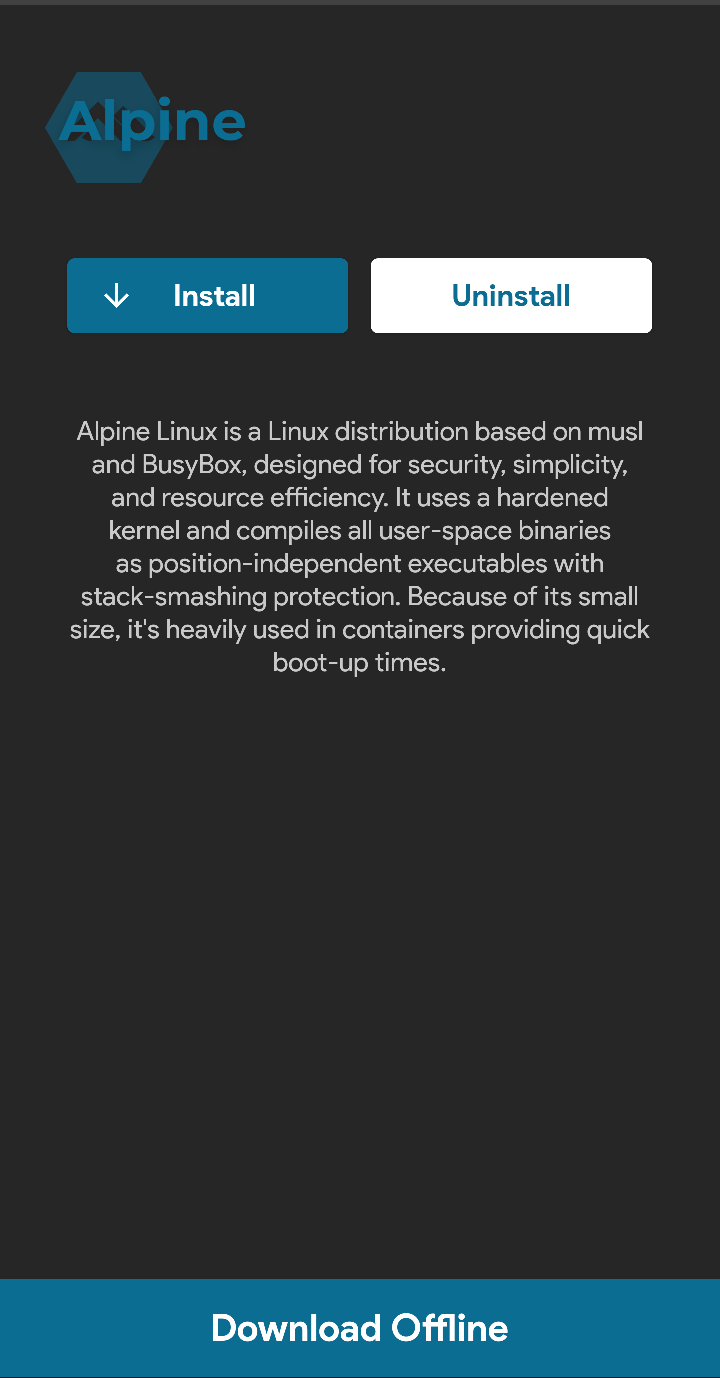 Alpine
Install
Uninstall
Alpine Linux is a Linux distribution based on musl
and BusyBox, designed for security, simplicity,
and resource efficiency. It uses a hardened
kernel and compiles all user-space binaries
as position-independent executables with
stack-smashing protection. Because of its small
size, it's heavily used in containers providing quick
boot-up times.
Download Offline